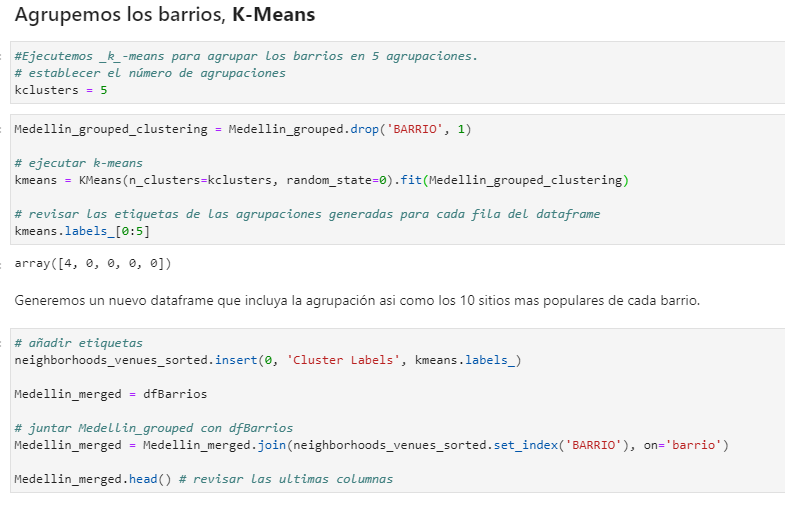 Agrupemos los barrios, K-Means
#Ejecutemos _k_-means para agrupar los barrios en 5 agrupaciones.
# establecer el número de agrupaciones
kclusters = 5
Medellin_grouped_clustering = Medellin_grouped.drop('BARRIO', 1)
# ejecutar k-means
kmeans = KMeans(n_clusters=kclusters, random_state=0).fit(Medellin_grouped_clustering)
# revisar las etiquetas de las agrupaciones generadas para cada fila del dataframe
kmeans.labels_[0:5]
array([4, 0, 0, 0, 0])
Generemos un nuevo dataframe que incluya la agrupación asi como los 10 sitios mas populares de cada barrio.
# añadir etiquetas
neighborhoods_venues_sorted.insert(0, 'Cluster Labels', kmeans.labels_)
Medellin_merged = dfBarrios
# juntar Medellin_grouped con dfBarrios
Medellin_merged = Medellin_merged.join(neighborhoods_venues_sorted.set_index('BARRIO'), on='barrio')
Medellin_merged.head() # revisar las ultimas columnas